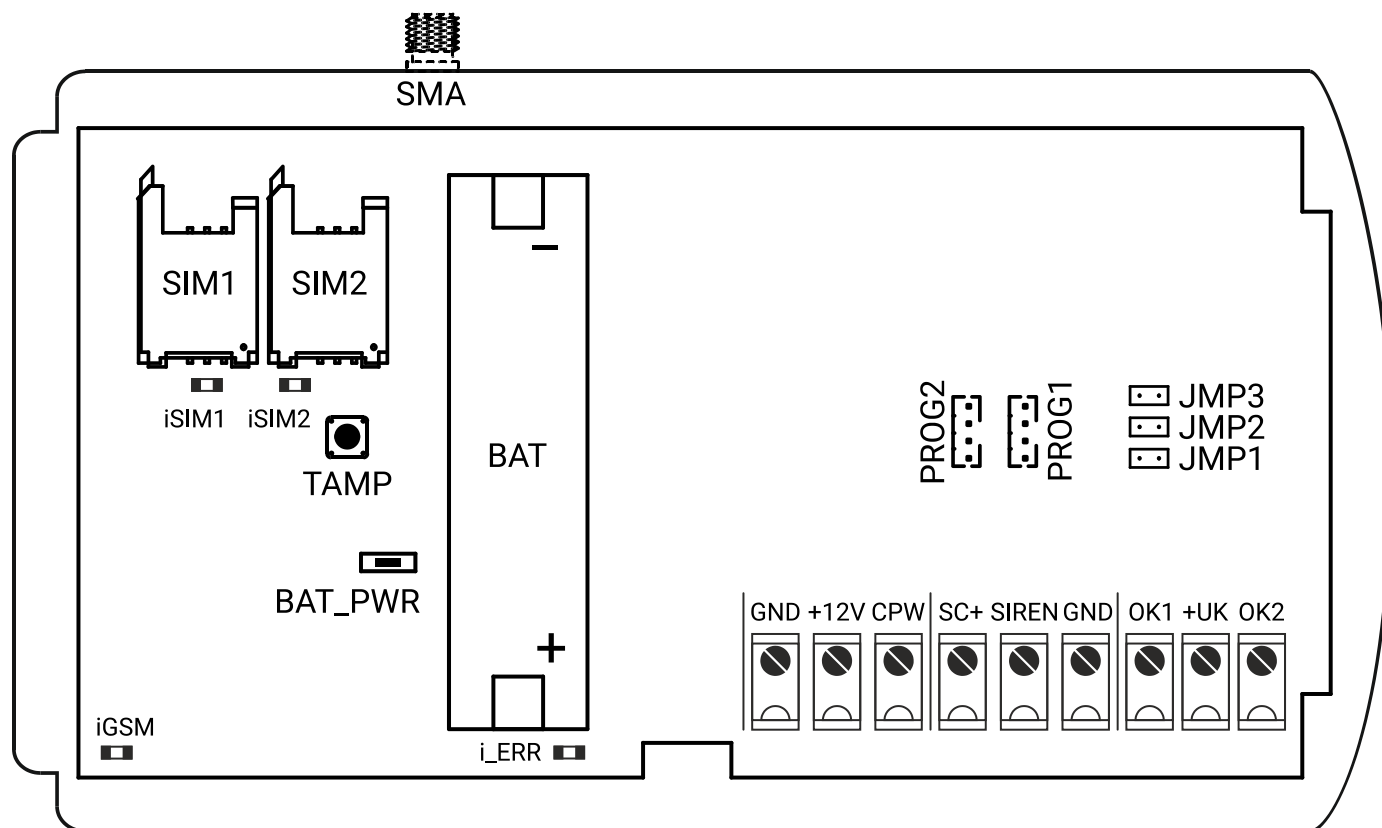 SMA
SIM1 SIM2
iSIM1 iSIM2
TAMP
BAT_PWR
iGSM
−
BAT
+
i_ERR
PROG2
PROG1
JMP3
JMP2
JMP1
GND +12V CPW SC+ SIREN GND OK1 +UK OK2